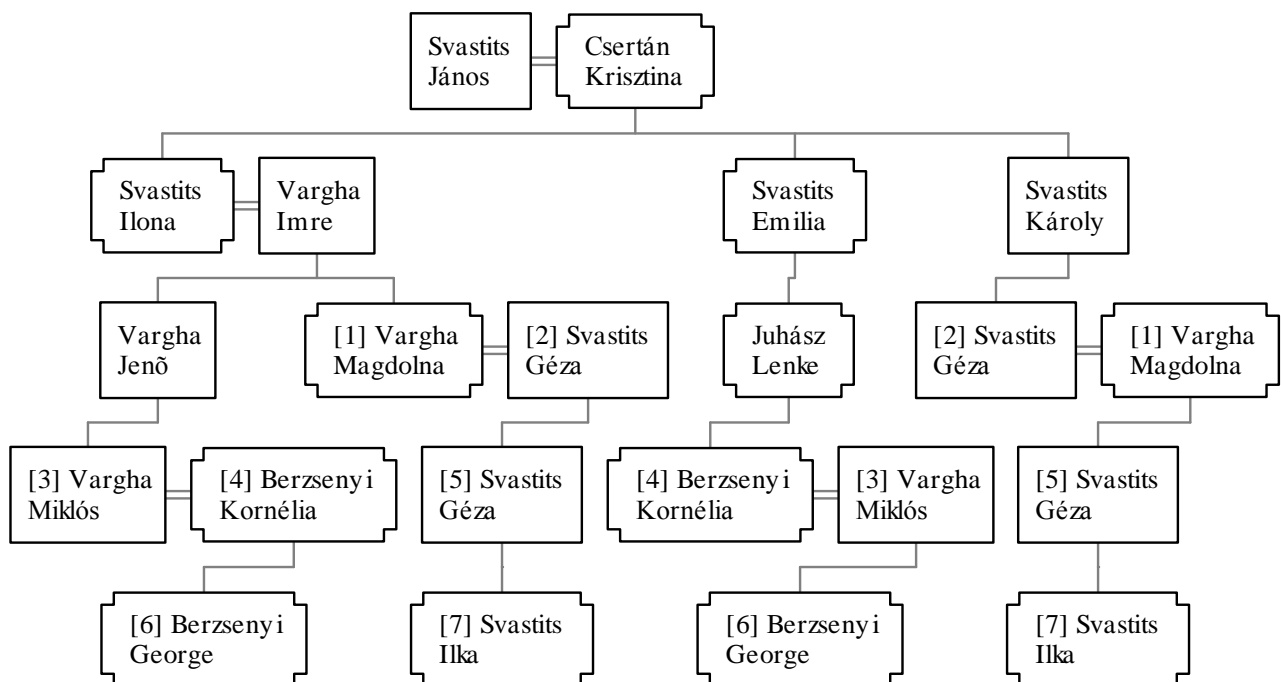 Svastits
János
Csertán
Krisztina
Svastits
Ilona
Vargha
Imre
Svastits
Emilia
Svastits
Károly
Vargha
Jenõ
[1] Vargha
Magdolna
[2] Svastits
Géza
Juhász
Lenke
[2] Svastits
Géza
[1] Vargha
Magdolna
[3] Vargha
Miklós
[4] Berzsenyi
Kornélia
[5] Svastits
Géza
[4] Berzsenyi
Kornélia
[3] Vargha
Miklós
[5] Svastits
Géza
[6] Berzsenyi
George
[7] Svastits
Ilka
[6] Berzsenyi
George
[7] Svastits
Ilka